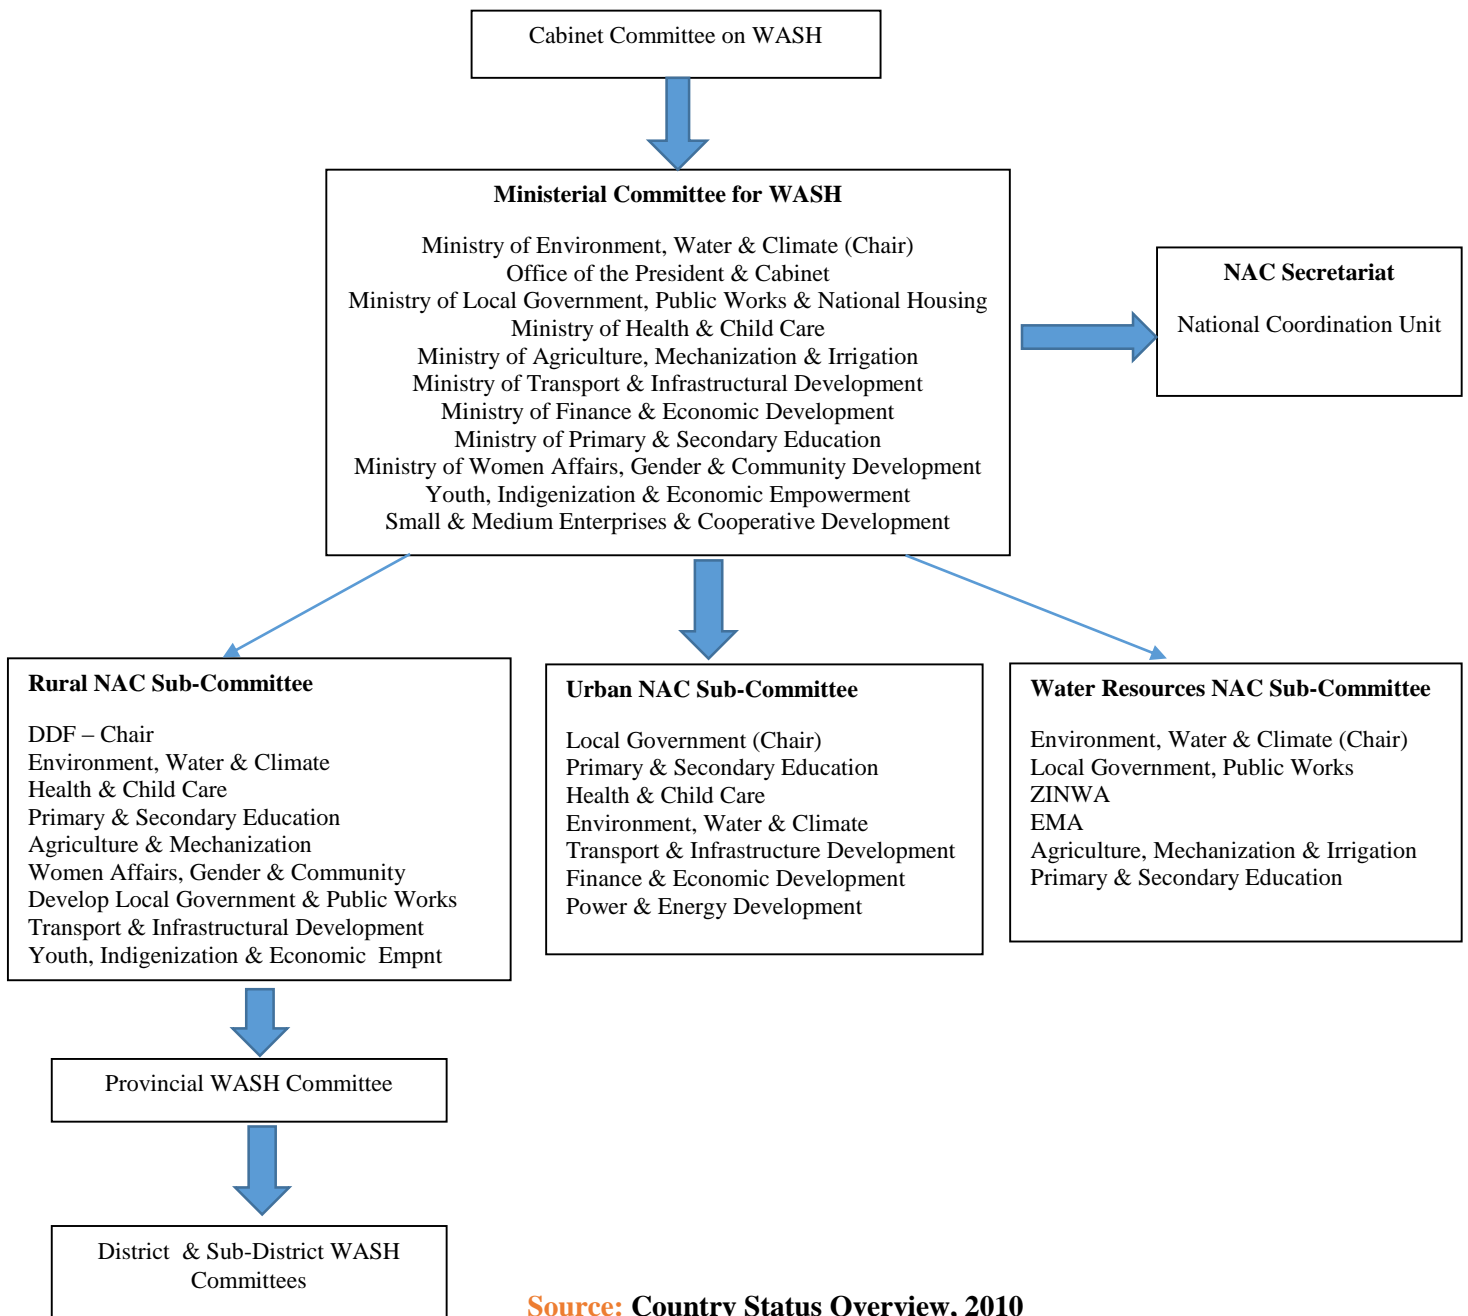 Cabinet Committee on WASH
Ministerial Committee for WASH
Ministry of Environment, Water & Climate (Chair)
Office of the President & Cabinet
Ministry of Local Government, Public Works & National Housing
Ministry of Health & Child Care
Ministry of Agriculture, Mechanization & Irrigation
Ministry of Transport & Infrastructural Development
Ministry of Finance & Economic Development
Ministry of Primary & Secondary Education
Ministry of Women Affairs, Gender & Community Development
Youth, Indigenization & Economic Empowerment
Small & Medium Enterprises & Cooperative Development
NAC Secretariat
National Coordination Unit
Rural NAC Sub-Committee
DDF – Chair
Environment, Water & Climate
Health & Child Care
Primary & Secondary Education
Agriculture & Mechanization
Women Affairs, Gender & Community
Develop Local Government & Public Works
Transport & Infrastructural Development
Youth, Indigenization & Economic Empnt
Urban NAC Sub-Committee
Local Government (Chair)
Primary & Secondary Education
Health & Child Care
Environment, Water & Climate
Transport & Infrastructure Development
Finance & Economic Development
Power & Energy Development
Water Resources NAC Sub-Committee
Environment, Water & Climate (Chair)
Local Government, Public Works
ZINWA
EMA
Agriculture, Mechanization & Irrigation
Primary & Secondary Education
Provincial WASH Committee
District & Sub-District WASH
Committees
Source: Country Status Overview, 2010